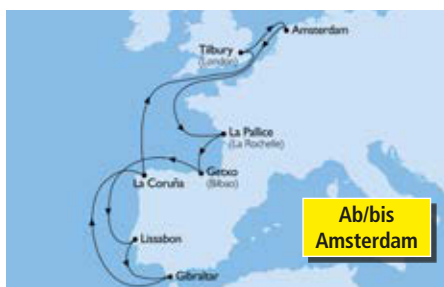 Amsterdam
Tilbury
(London)
La Pallice
(La Rochelle)
Getxo
(Bilbao)
La Coruña
Lissabon
Gibraltar
Ab/bis
Amsterdam